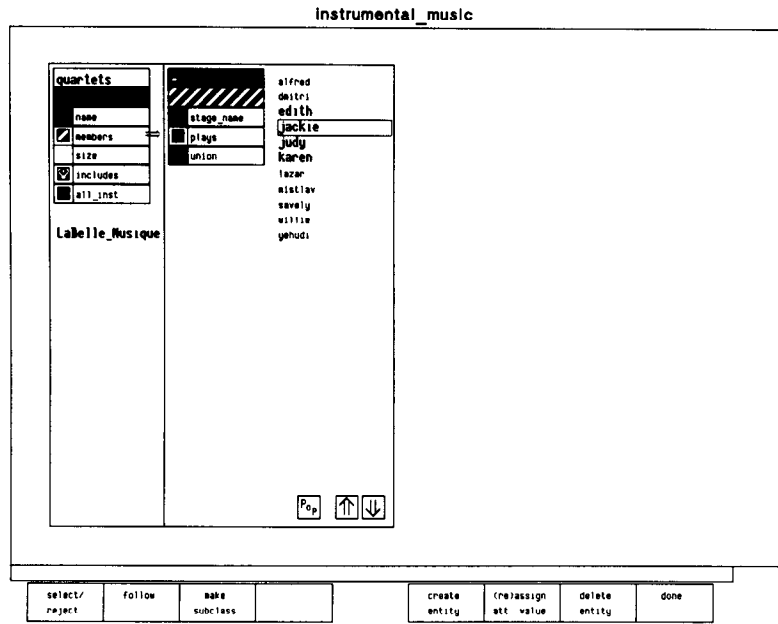 instrumental_music
quartets
name
members
size
includes
all_inst
LaBelle_Musique
stage_name
plays
union
alfred
dmitri
edith
jackie
judy
karen
lazar
mistlav
savely
willie
yehudi
Pop
select/
reject
follow
make
subclass
create
entity
(re)assign
att value
delete
entity
done